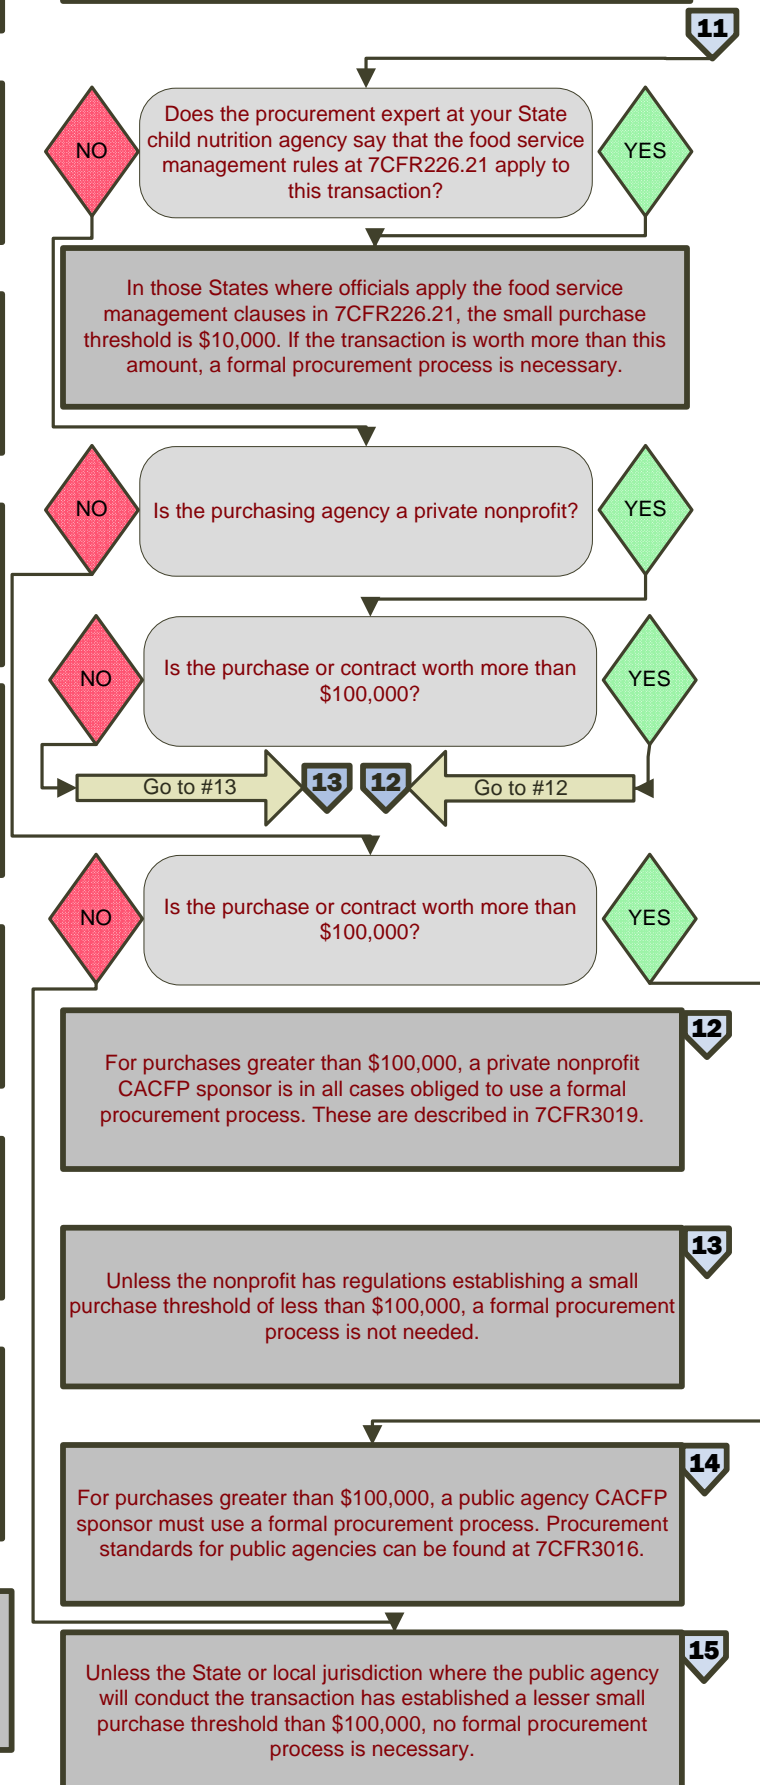 11
Does the procurement expert at your State
child nutrition agency say that the food service
management rules at 7CFR226.21 apply to
this transaction?
NO
YES
In those States where officials apply the food service
management clauses in 7CFR226.21, the small purchase
threshold is $10,000. If the transaction is worth more than this
amount, a formal procurement process is necessary.
NO
Is the purchasing agency a private nonprofit?
YES
NO
Is the purchase or contract worth more than
$100,000?
YES
Go to #13
13
12
Go to #12
NO
Is the purchase or contract worth more than
$100,000?
YES
12
For purchases greater than $100,000, a private nonprofit
CACFP sponsor is in all cases obliged to use a formal
procurement process. These are described in 7CFR3019.
13
Unless the nonprofit has regulations establishing a small
purchase threshold of less than $100,000, a formal procurement
process is not needed.
14
For purchases greater than $100,000, a public agency CACFP
sponsor must use a formal procurement process. Procurement
standards for public agencies can be found at 7CFR3016.
15
Unless the State or local jurisdiction where the public agency
will conduct the transaction has established a lesser small
purchase threshold than $100,000, no formal procurement
process is necessary.